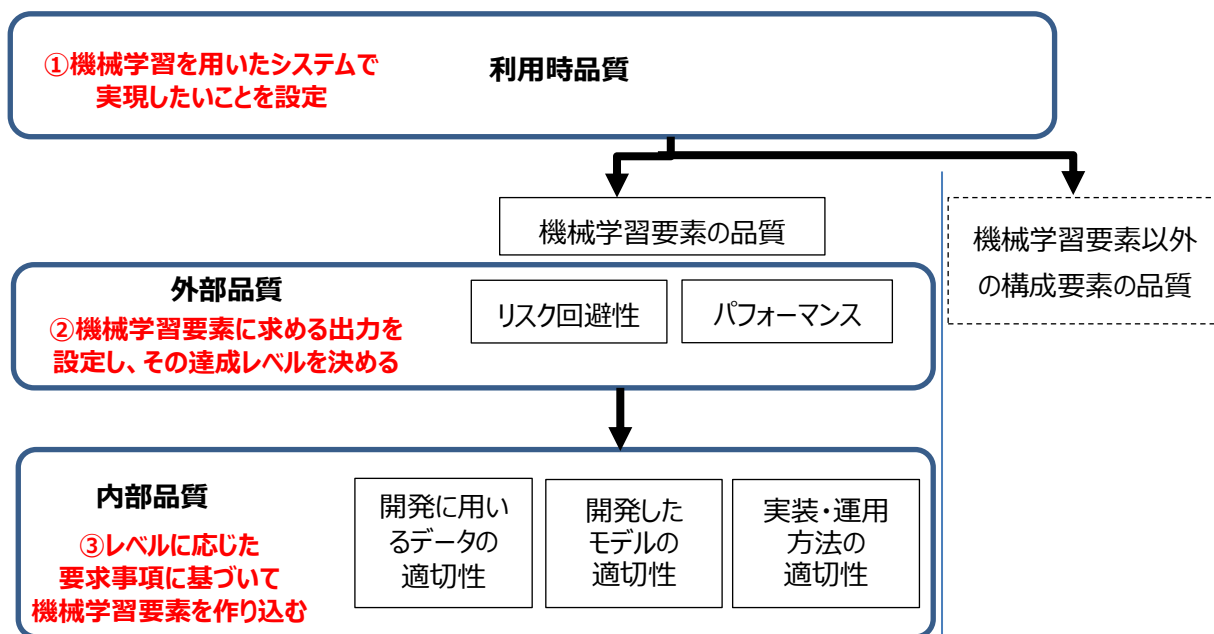 ①機械学習を用いたシステムで
実現したいことを設定
利用時品質
機械学習要素の品質
機械学習要素以外
の構成要素の品質
外部品質
②機械学習要素に求める出力を
設定し、その達成レベルを決める
リスク回避性
パフォーマンス
内部品質
③レベルに応じた
要求事項に基づいて
機械学習要素を作り込む
開発に用い
るデータの
適切性
開発した
モデルの
適切性
実装・運用
方法の
適切性